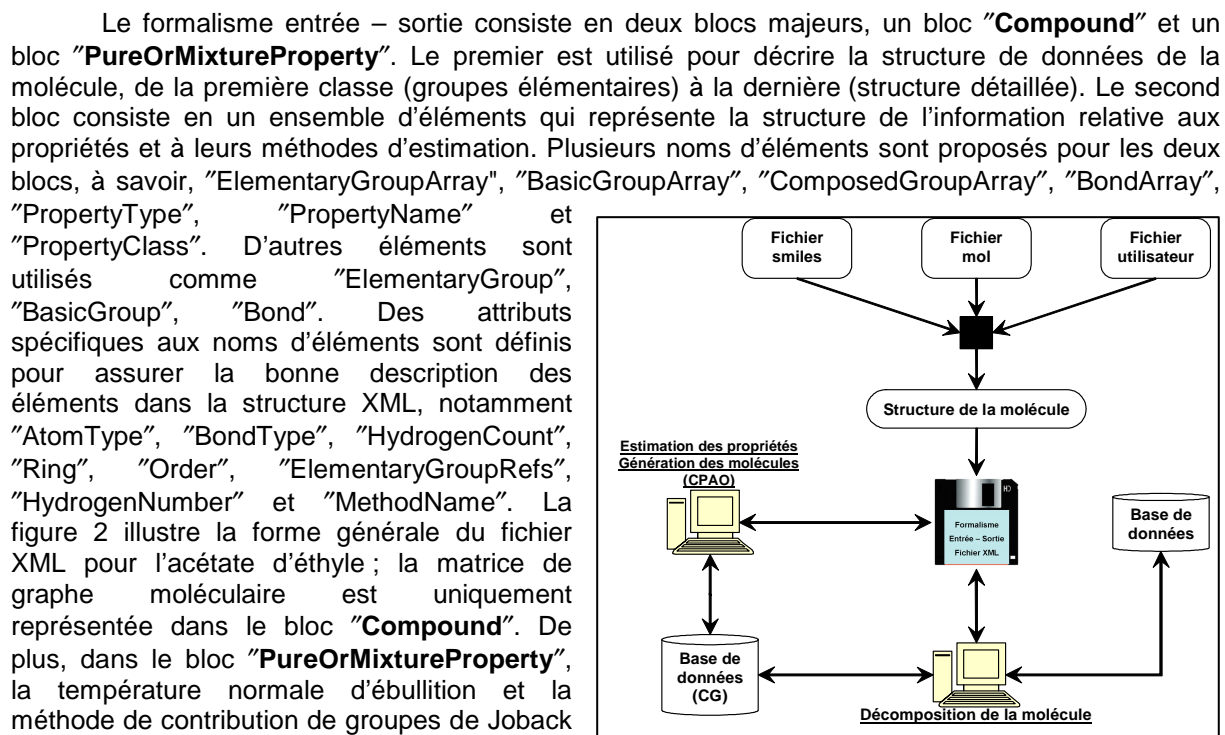 Le formalisme entrée – sortie consiste en deux blocs majeurs, un bloc ″Compound″ et un
bloc ″PureOrMixtureProperty″. Le premier est utilisé pour décrire la structure de données de la
molécule, de la première classe (groupes élémentaires) à la dernière (structure détaillée). Le second
bloc consiste en un ensemble d’éléments qui représente la structure de l’information relative aux
propriétés et à leurs méthodes d’estimation. Plusieurs noms d’éléments sont proposés pour les deux
blocs, à savoir, ″ElementaryGroupArray", ″BasicGroupArray″, ″ComposedGroupArray″, ″BondArray″,
″PropertyType″, ″PropertyName″ et
″PropertyClass″. D’autres éléments sont
utilisés comme ″ElementaryGroup″,
″BasicGroup″, ″Bond″. Des attributs
spécifiques aux noms d’éléments sont définis
pour assurer la bonne description des
éléments dans la structure XML, notamment
″AtomType″, ″BondType″, ″HydrogenCount″,
″Ring″, ″Order″, ″ElementaryGroupRefs″,
″HydrogenNumber″ et ″MethodName″. La
figure 2 illustre la forme générale du fichier
XML pour l’acétate d’éthyle ; la matrice de
graphe moléculaire est uniquement
représentée dans le bloc ″Compound″. De
plus, dans le bloc ″PureOrMixtureProperty″,
la température normale d’ébullition et la
méthode de contribution de groupes de Joback
Fichier
smiles
Fichier
mol
Fichier
utilisateur
Structure de la molécule
Estimation des propriétés
Génération des molécules
(CPAO)
HD
Formalisme
Entrée – Sortie
Fichier XML
Base de
données
Base de
données
(CG)
Décomposition de la molécule